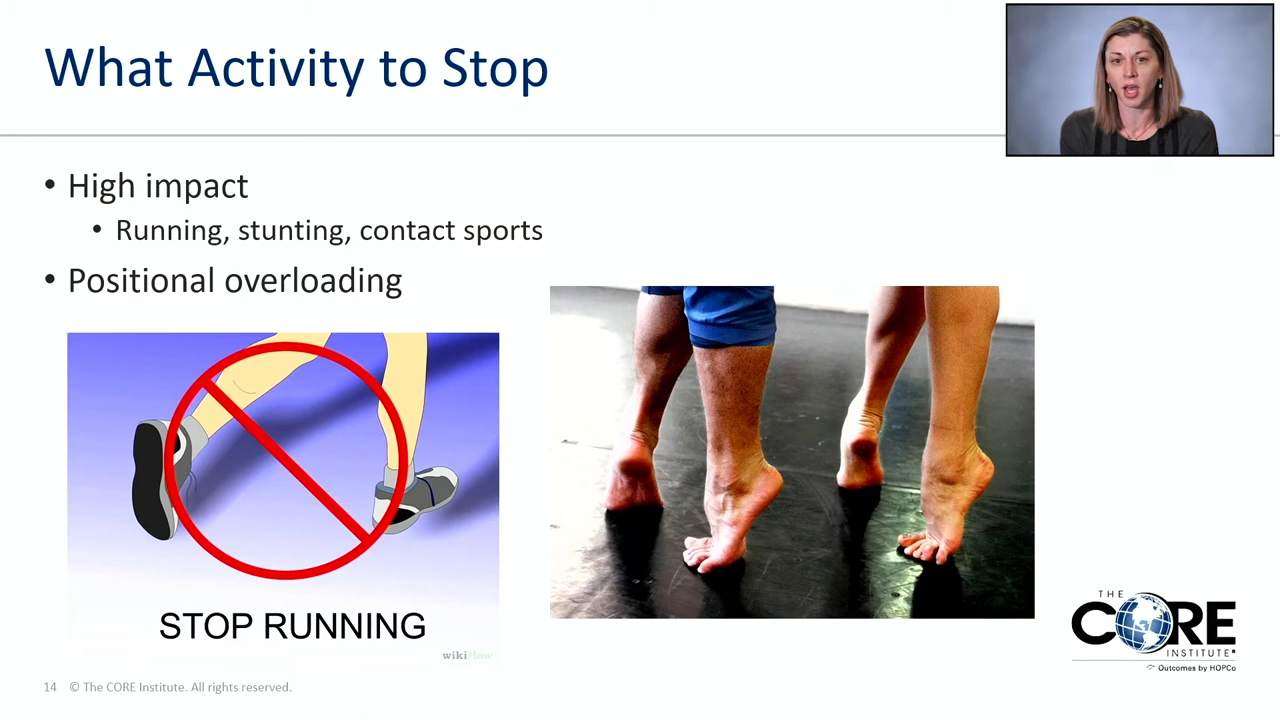 What Activity to Stop
• High impact
• Running, stunting, contact sports
• Positional overloading
STOP RUNNING
wikiHow
THE
CORE
INSTITUTE
Outcomes by HOPCo
14 © The CORE Institute. All rights reserved.